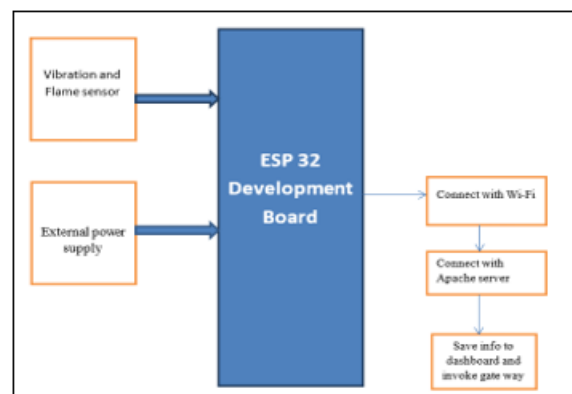 Vibration and
Flame sensor
External power
supply
ESP 32
Development
Board
Connect with Wi-Fi
Connect with
Apache server
Save info to
dashboard and
invoke gate way